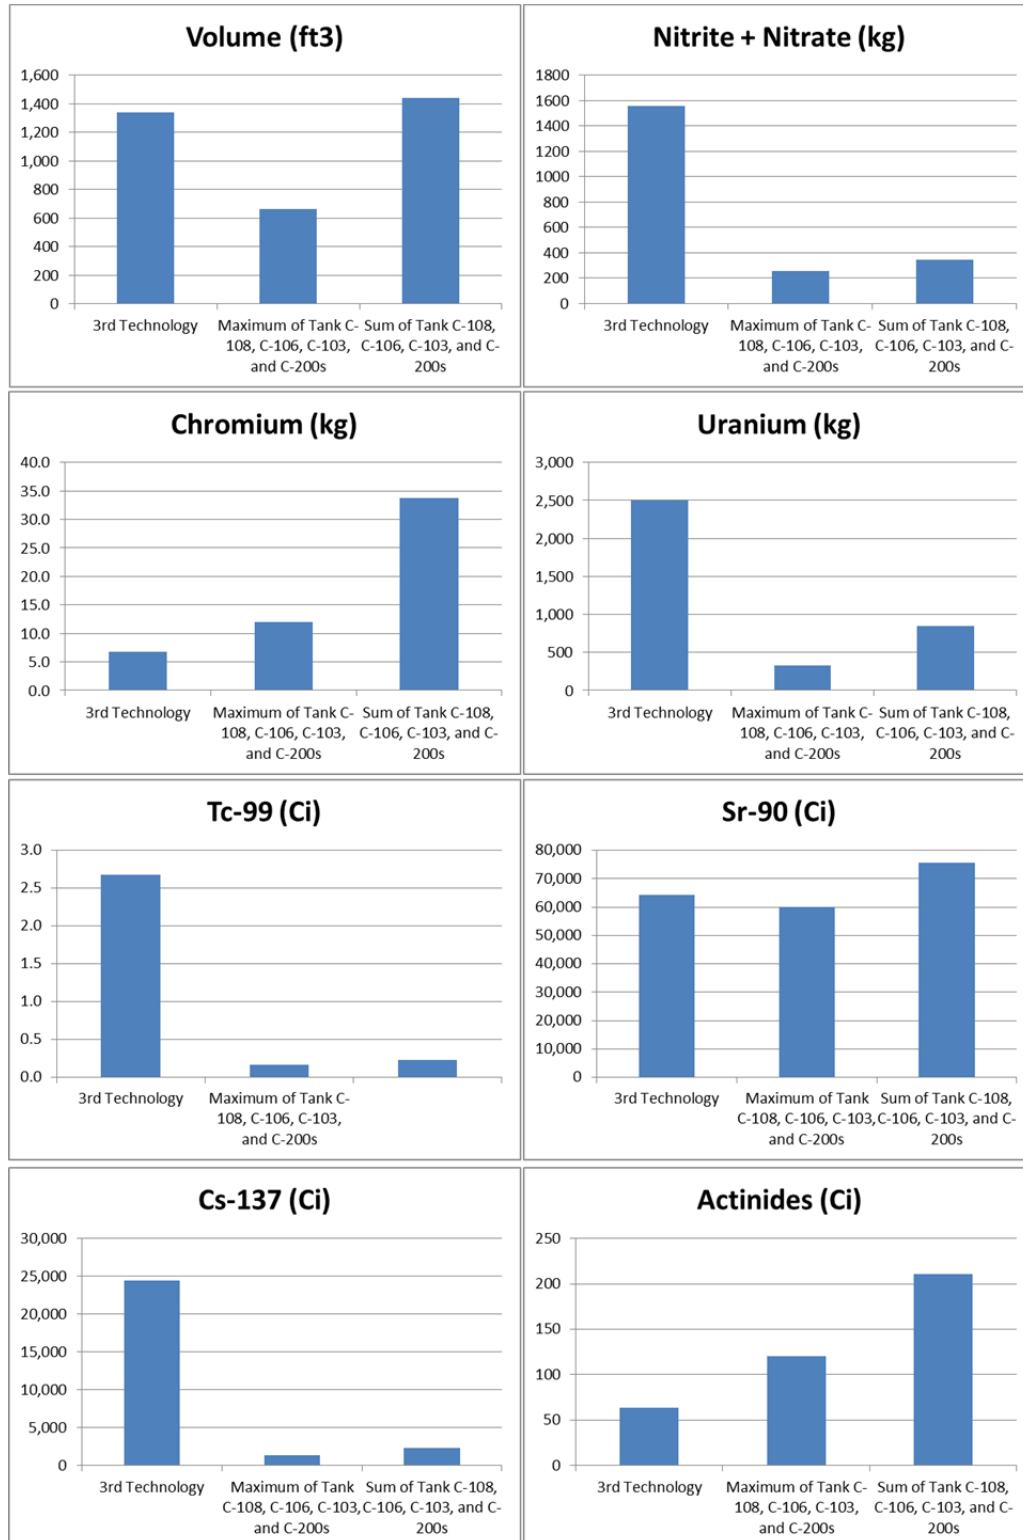 Volume (ft3)
1,600
1,400
1,200
1,000
800
600
400
200
0
3rd Technology
Maximum of Tank C-
108, C-106, C-103,
and C-200s
Sum of Tank C-108,
C-106, C-103, and C-
200s
Nitrite + Nitrate (kg)
1800
1600
1400
1200
1000
800
600
400
200
0
3rd Technology
Maximum of Tank C-
108, C-106, C-103,
and C-200s
Sum of Tank C-108,
C-106, C-103, and C-
200s
Chromium (kg)
40.0
35.0
30.0
25.0
20.0
15.0
10.0
5.0
0.0
3rd Technology
Maximum of Tank C-
108, C-106, C-103,
and C-200s
Sum of Tank C-108,
C-106, C-103, and C-
200s
Uranium (kg)
3,000
2,500
2,000
1,500
1,000
500
0
3rd Technology
Maximum of Tank C-
108, C-106, C-103,
and C-200s
Sum of Tank C-108,
C-106, C-103, and C-
200s
Tc-99 (Ci)
3.0
2.5
2.0
1.5
1.0
0.5
0.0
3rd Technology
Maximum of Tank C-
108, C-106, C-103,
and C-200s
Sr-90 (Ci)
80,000
70,000
60,000
50,000
40,000
30,000
20,000
10,000
0
3rd Technology
Maximum of Tank
C-108, C-106, C-103,
and C-200s
Sum of Tank C-108,
C-106, C-103, and C-
200s
Cs-137 (Ci)
30,000
25,000
20,000
15,000
10,000
5,000
0
3rd Technology
Maximum of Tank
C-108, C-106, C-103,
and C-200s
Sum of Tank C-108,
C-106, C-103, and C-
200s
Actinides (Ci)
250
200
150
100
50
0
3rd Technology
Maximum of Tank C-
108, C-106, C-103,
and C-200s
Sum of Tank C-108,
C-106, C-103, and C-
200s